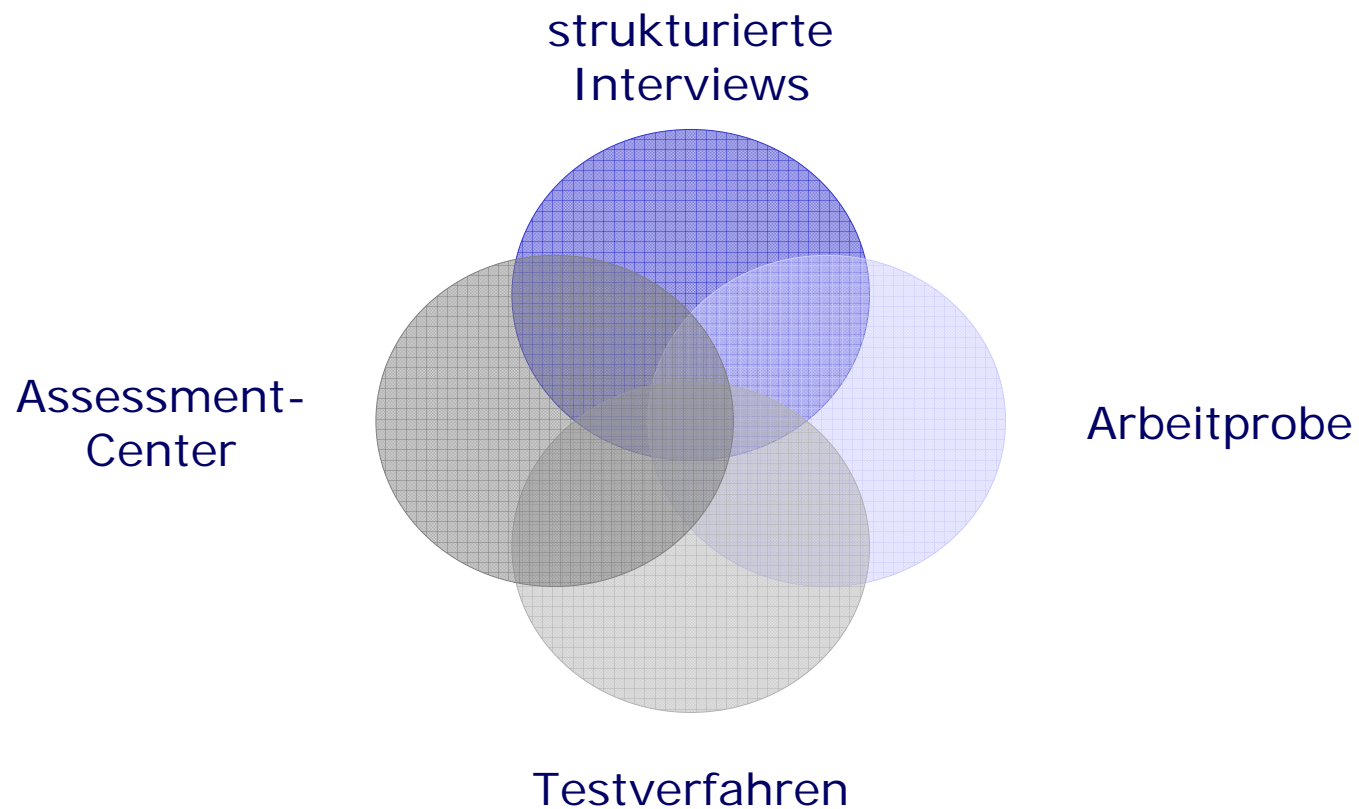 strukturierte
Interviews
Assessment-
Center
Arbeitprobe
Testverfahren